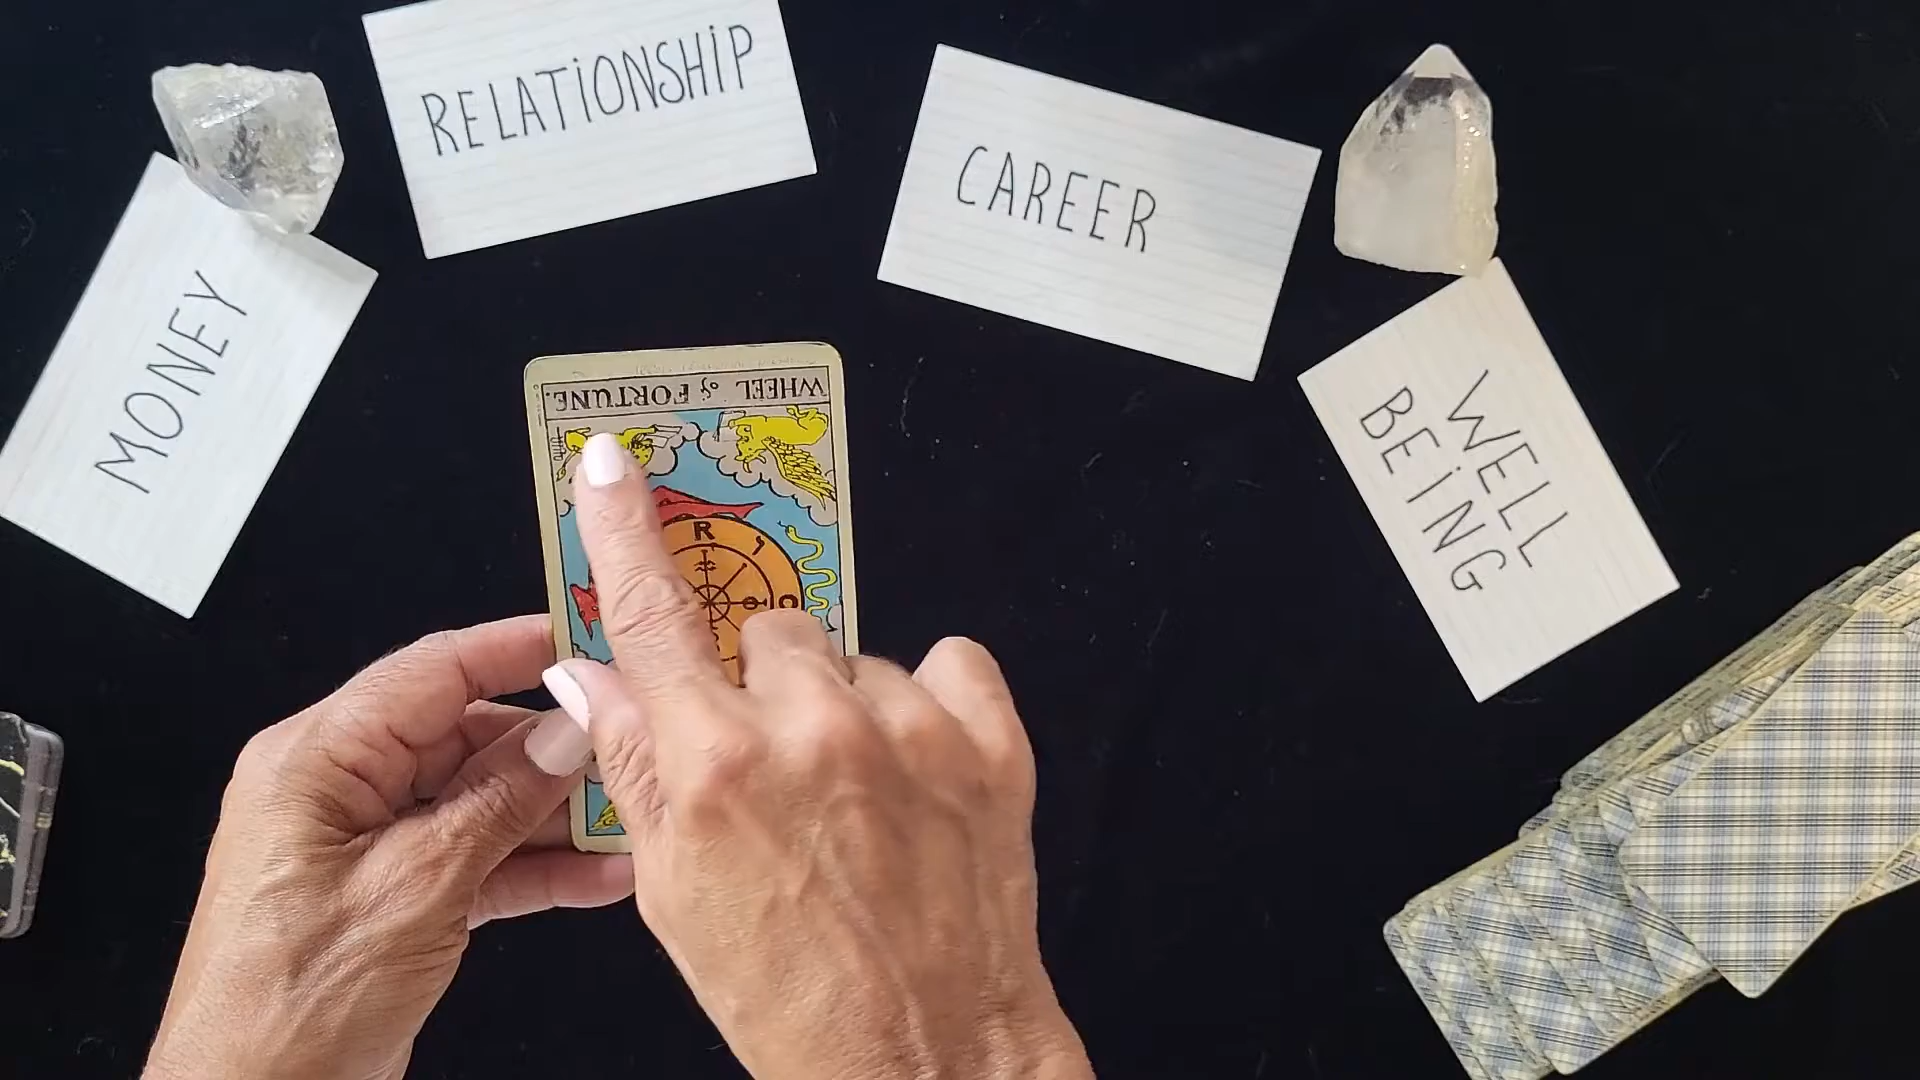 RELATIONSHIP
CAREER
MONEY
WELL
BEING
WHEEL of FORTUNE.
R
O